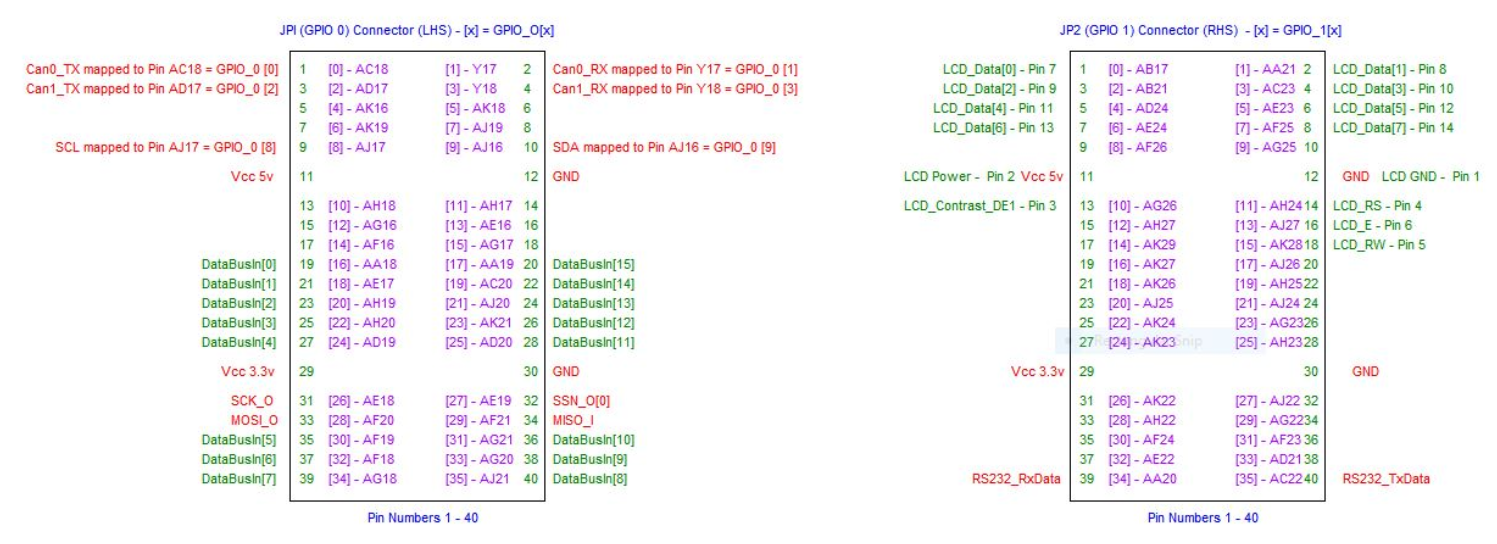 JPI (GPIO 0) Connector (LHS) - [x] = GPIO_O[x]
Can0_TX mapped to Pin AC18 = GPIO_0 [0] 1 [0] - AC18 [1] - Y17 2 Can0_RX mapped to Pin Y17 = GPIO_0 [1]
Can1_TX mapped to Pin AD17 = GPIO_0 [2] 3 [2] - AD17 [3] - Y18 4 Can1_RX mapped to Pin Y18 = GPIO_0 [3]
5 [4] - AK16 [5] - AK18 6
7 [6] - AK19 [7] - AJ19 8
SCL mapped to Pin AJ17 = GPIO_0 [8] 9 [8] - AJ17 [9] - AJ16 10 SDA mapped to Pin AJ16 = GPIO_0 [9]
Vcc 5v 11 12 GND
13 [10] - AH18 [11] - AH17 14
15 [12] - AG16 [13] - AE16 16
17 [14] - AF16 [15] - AG17 18
DataBusIn[0] 19 [16] - AA18 [17] - AA19 20 DataBusIn[15]
DataBusIn[1] 21 [18] - AE17 [19] - AC20 22 DataBusIn[14]
DataBusIn[2] 23 [20] - AH19 [21] - AJ20 24 DataBusIn[13]
DataBusIn[3] 25 [22] - AH20 [23] - AK21 26 DataBusIn[12]
DataBusIn[4] 27 [24] - AD19 [25] - AD20 28 DataBusIn[11]
Vcc 3.3v 29 30 GND
SCK_O 31 [26] - AE18 [27] - AE19 32 SSN_O[0]
MOSI_O 33 [28] - AF20 [29] - AF21 34 MISO_I
DataBusIn[5] 35 [30] - AF19 [31] - AG21 36 DataBusIn[10]
DataBusIn[6] 37 [32] - AF18 [33] - AG20 38 DataBusIn[9]
DataBusIn[7] 39 [34] - AG18 [35] - AJ21 40 DataBusIn[8]
Pin Numbers 1 - 40
JP2 (GPIO 1) Connector (RHS) - [x] = GPIO_1[x]
LCD_Data[0] - Pin 7 1 [0] - AB17 [1] - AA21 2 LCD_Data[1] - Pin 8
LCD_Data[2] - Pin 9 3 [2] - AB21 [3] - AC23 4 LCD_Data[3] - Pin 10
LCD_Data[4] - Pin 11 5 [4] - AD24 [5] - AE23 6 LCD_Data[5] - Pin 12
LCD_Data[6] - Pin 13 7 [6] - AE24 [7] - AF25 8 LCD_Data[7] - Pin 14
9 [8] - AF26 [9] - AG25 10
LCD Power - Pin 2 Vcc 5v 11 12 GND LCD GND - Pin 1
LCD_Contrast_DE1 - Pin 3 13 [10] - AG26 [11] - AH24 14 LCD_RS - Pin 4
15 [12] - AH27 [13] - AJ27 16 LCD_E - Pin 6
17 [14] - AK29 [15] - AK28 18 LCD_RW - Pin 5
19 [16] - AK27 [17] - AJ26 20
21 [18] - AK26 [19] - AH25 22
23 [20] - AJ25 [21] - AJ24 24
25 [22] - AK24 [23] - AG23 26
27 [24] - AK23 Snip [25] - AH23 28
Vcc 3.3v 29 30 GND
31 [26] - AK22 [27] - AJ22 32
33 [28] - AH22 [29] - AG22 34
35 [30] - AF24 [31] - AF23 36
37 [32] - AE22 [33] - AD21 38
RS232_RxData 39 [34] - AA20 [35] - AC22 40 RS232_TxData
Pin Numbers 1 - 40